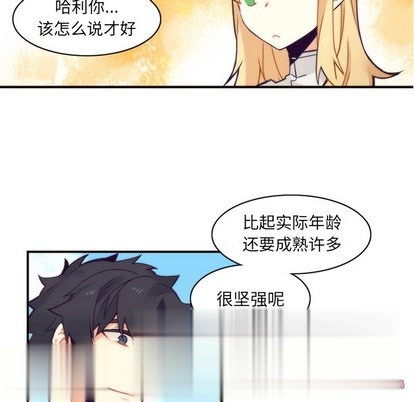 哈利你...
该怎么说才好
比起实际年龄
还要成熟许多
很坚强呢